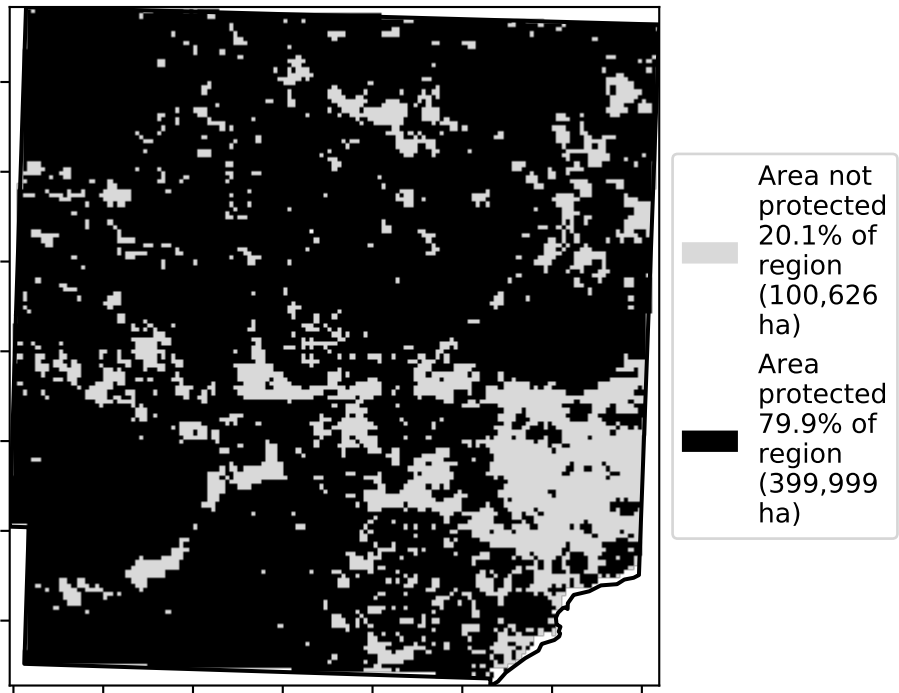 Area not
protected
20.1% of
region
(100,626
ha)
Area
protected
79.9% of
region
(399,999
ha)